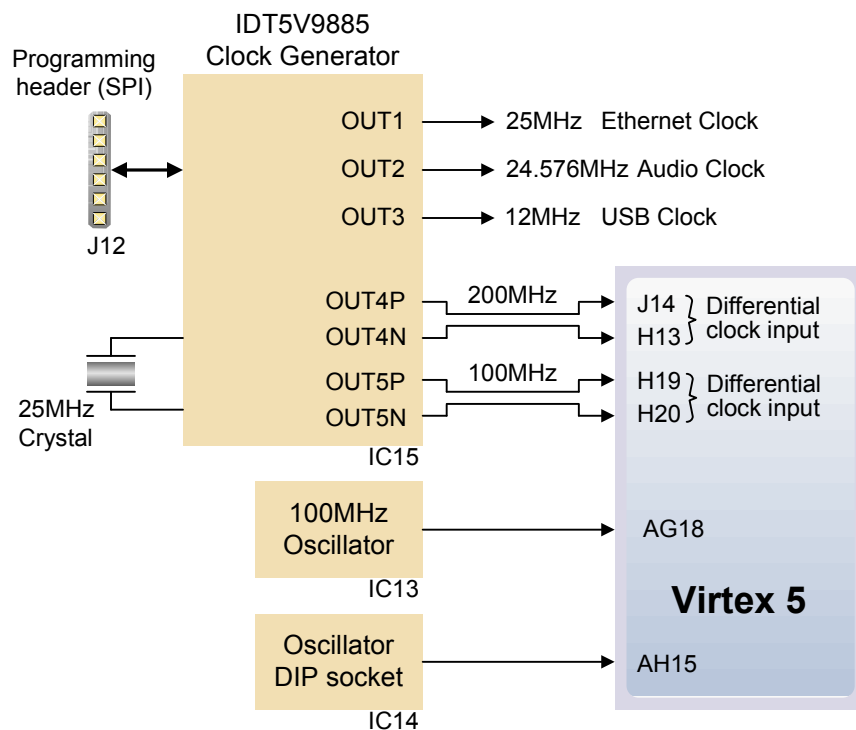 IDT5V9885
Clock Generator
Programming
header (SPI)
J12
OUT1
25MHz Ethernet Clock
OUT2
24.576MHz Audio Clock
OUT3
12MHz USB Clock
OUT4P
200MHz
OUT4N
OUT5P
100MHz
OUT5N
J14
H13
Differential
clock input
H19
H20
Differential
clock input
25MHz
Crystal
IC15
100MHz
Oscillator
IC13
AG18
Virtex 5
Oscillator
DIP socket
IC14
AH15